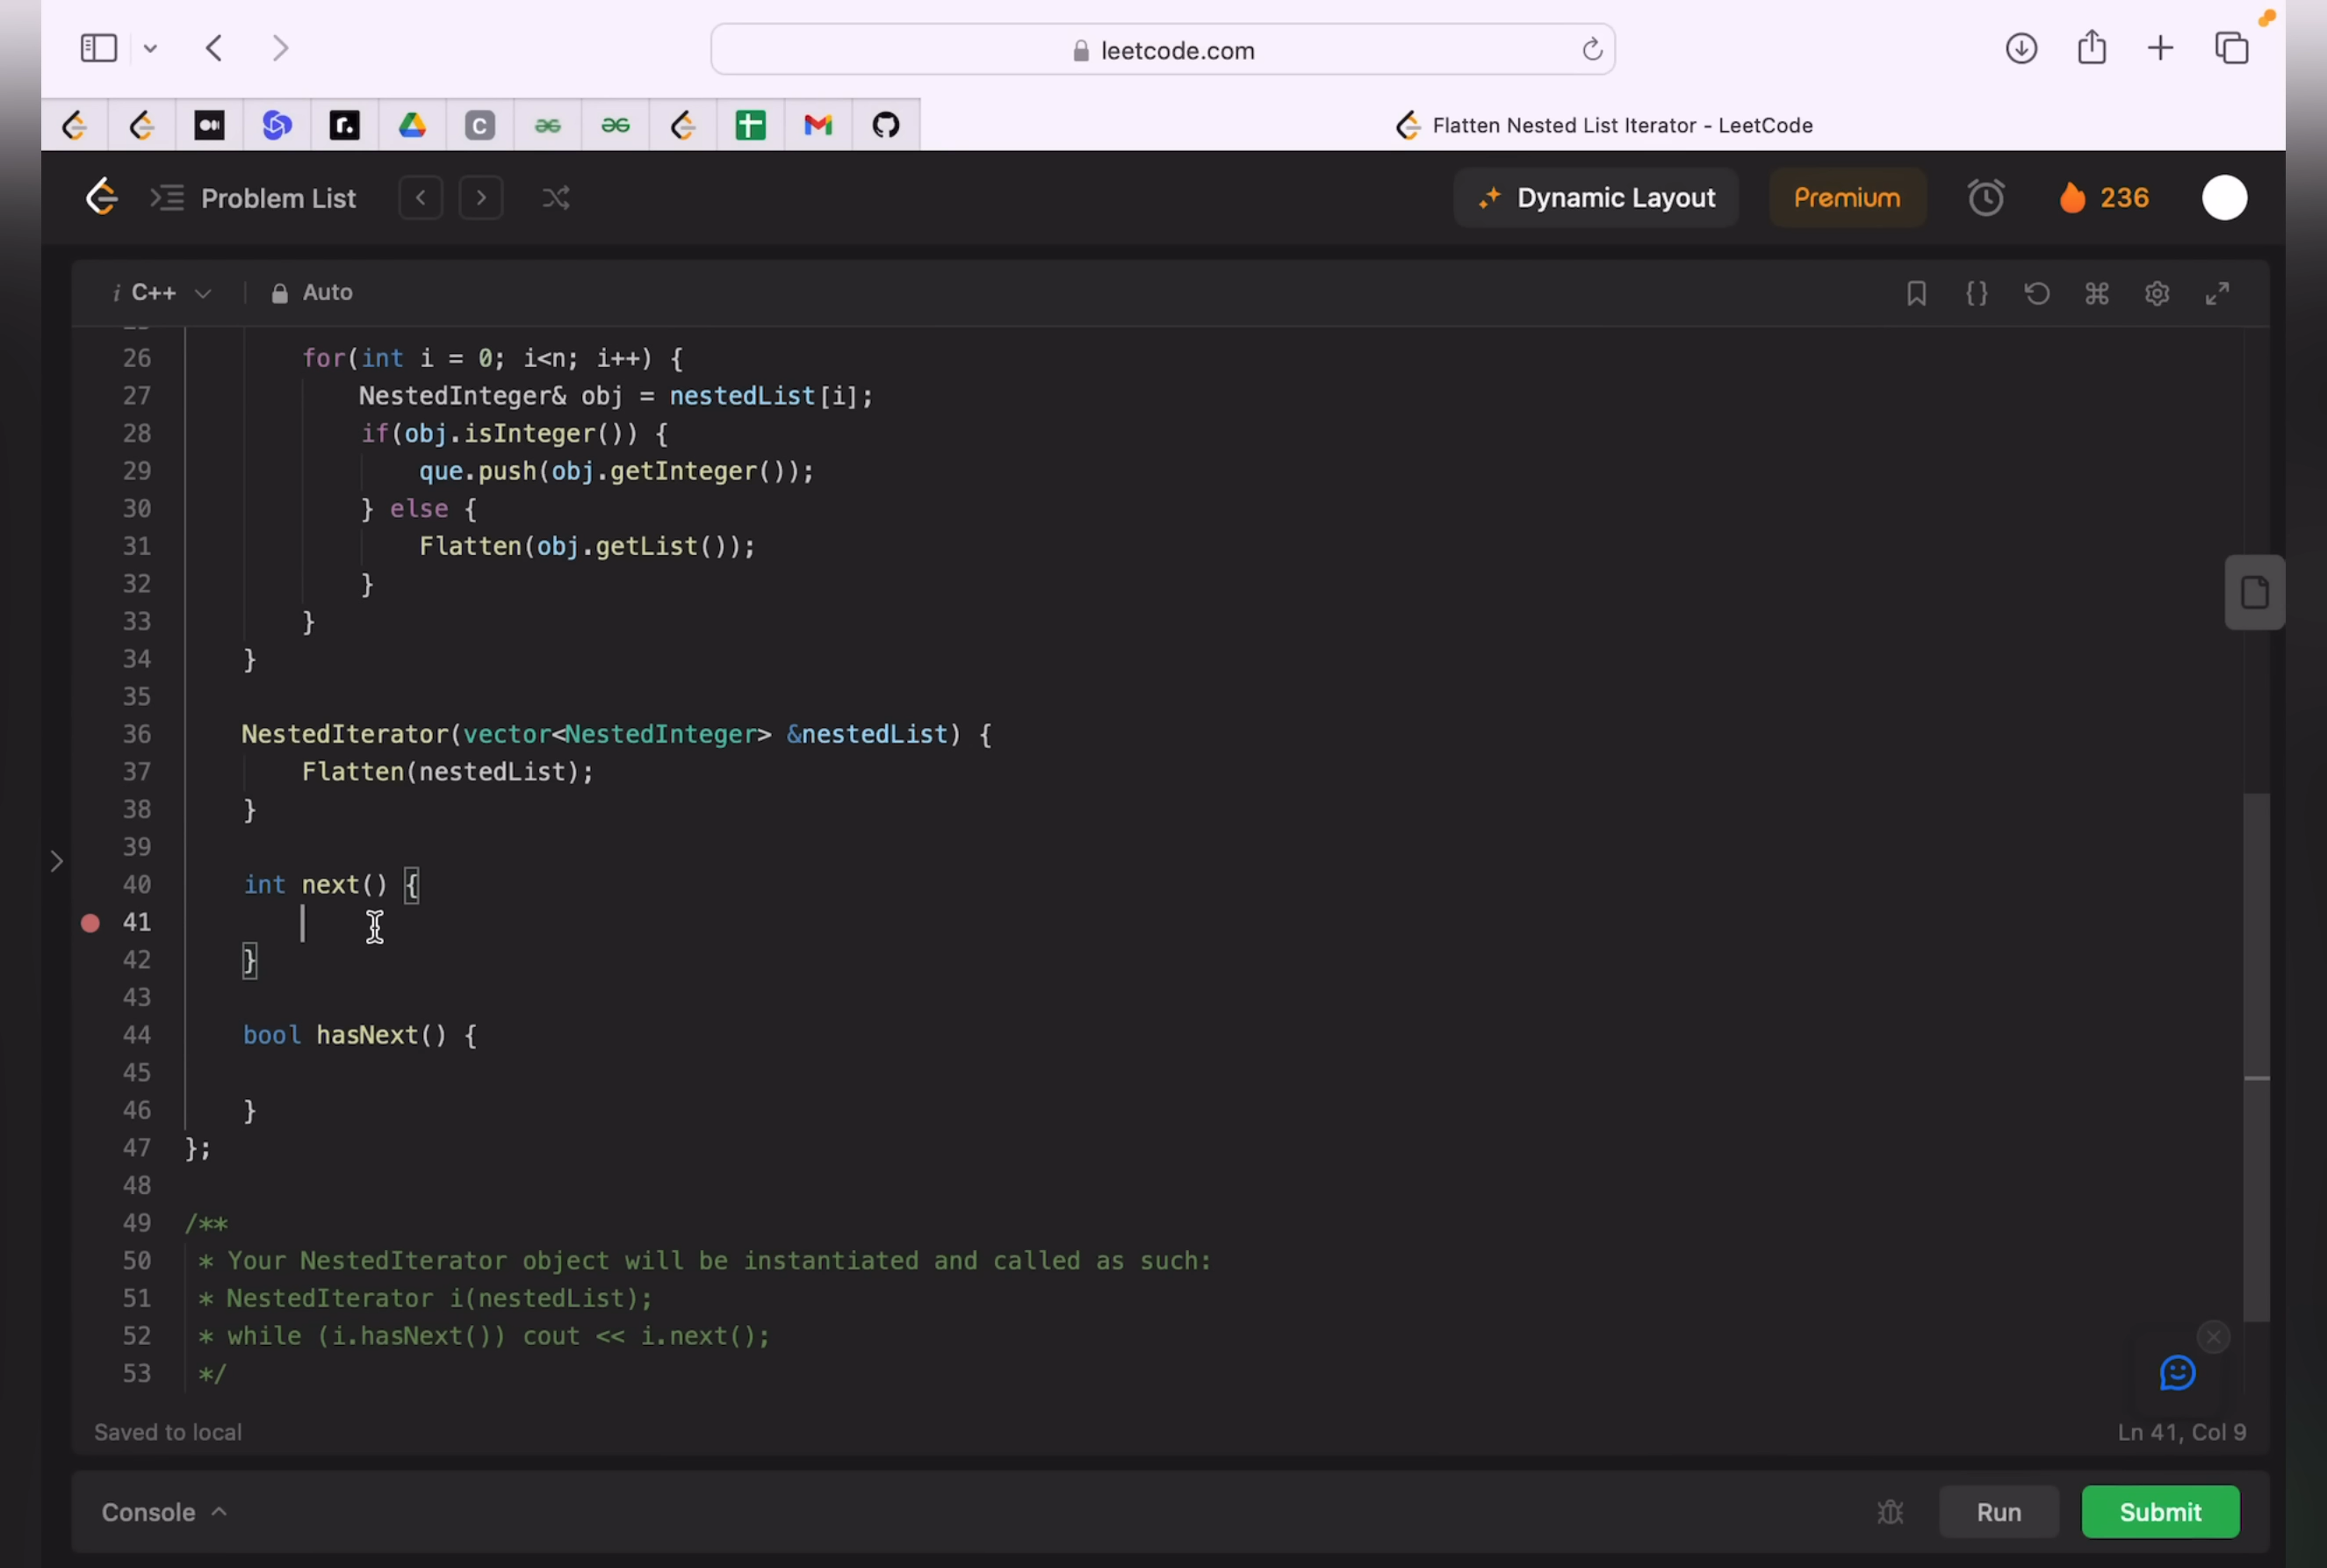 leetcode.com
Flatten Nested List Iterator - LeetCode
Problem List
Dynamic Layout
Premium
236
i C++
Auto
26 for(int i = 0; i<n; i++) {
27 NestedInteger& obj = nestedList[i];
28 if(obj.isInteger()) {
29 que.push(obj.getInteger());
30 } else {
31 Flatten(obj.getList());
32 }
33 }
34 }
35
36 NestedIterator(vector<NestedInteger> &nestedList) {
37 Flatten(nestedList);
38 }
39
40 int next() {
41
42 }
43
44 bool hasNext() {
45
46 }
47 };
48
49 /**
50 * Your NestedIterator object will be instantiated and called as such:
51 * NestedIterator i(nestedList);
52 * while (i.hasNext()) cout << i.next();
53 */
Saved to local
Ln 41, Col 9
Console
Run
Submit